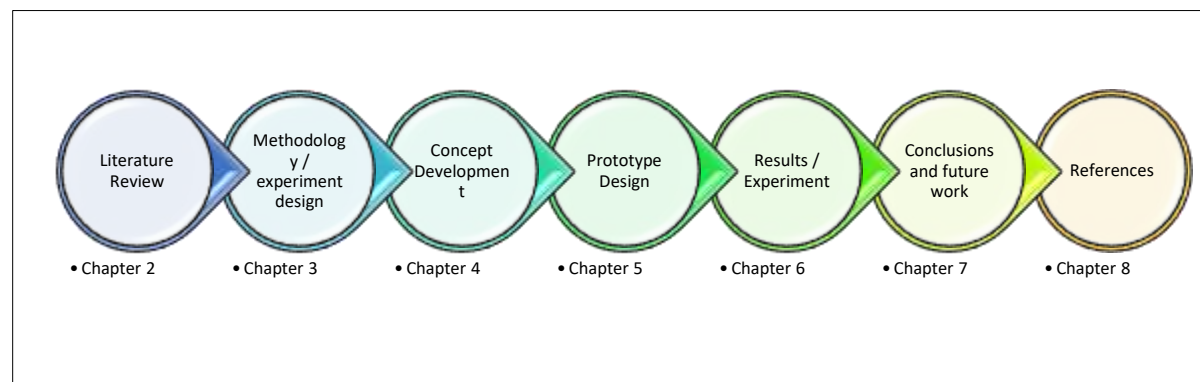 Literature
Review
Methodolog
y /
experiment
design
Concept
Developmen
t
Prototype
Design
Results /
Experiment
Conclusions
and future
work
References
• Chapter 2
• Chapter 3
• Chapter 4
• Chapter 5
• Chapter 6
• Chapter 7
• Chapter 8